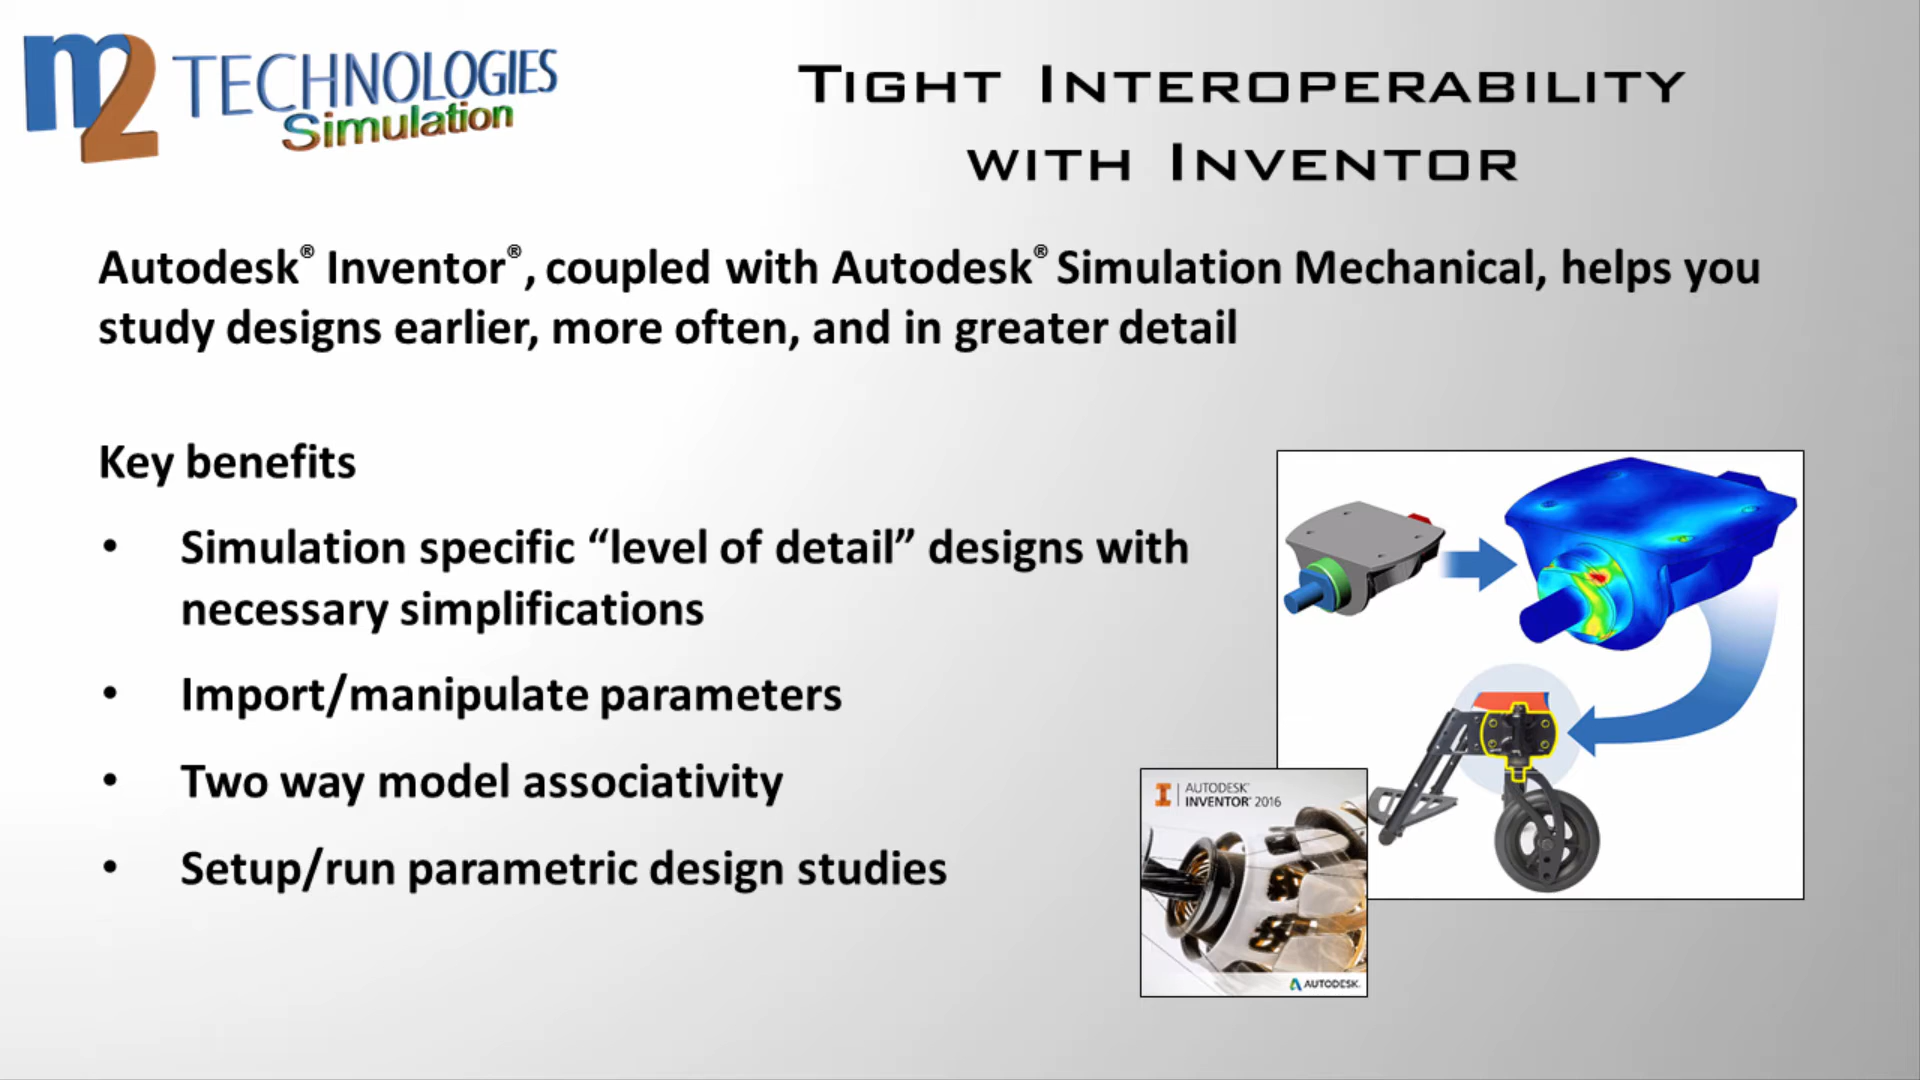 m2 TECHNOLOGIES
Simulation
TIGHT INTEROPERABILITY
WITH INVENTOR
Autodesk® Inventor®, coupled with Autodesk® Simulation Mechanical, helps you
study designs earlier, more often, and in greater detail
Key benefits
• Simulation specific “level of detail” designs with
necessary simplifications
• Import/manipulate parameters
• Two way model associativity
• Setup/run parametric design studies
I AUTODESK®
INVENTOR® 2016
AUTODESK.